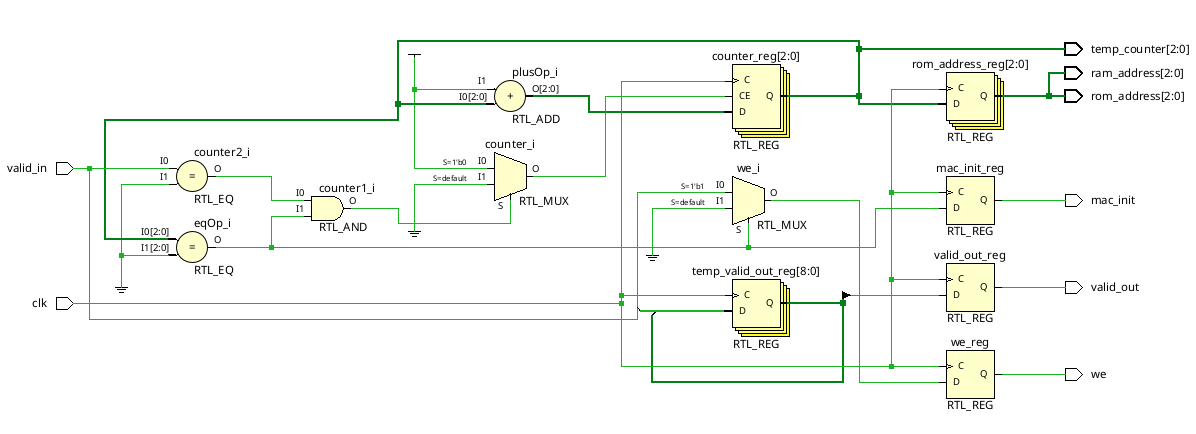 counter_reg[2:0]
C
CE
D
Q
RTL_REG
plusOp_i
I1
I0[2:0]
+
O[2:0]
RTL_ADD
rom_address_reg[2:0]
C
D
Q
RTL_REG
temp_counter[2:0]
ram_address[2:0]
rom_address[2:0]
valid_in
counter2_i
I0
I1
=
O
RTL_EQ
counter1_i
I0
I1
O
RTL_AND
counter_i
S=1'b0
I0
S=default
I1
S
O
RTL_MUX
we_i
S=1'b1
I0
S=default
I1
S
O
RTL_MUX
mac_init_reg
C
D
Q
RTL_REG
mac_init
eqOp_i
I0[2:0]
I1[2:0]
=
O
RTL_EQ
clk
temp_valid_out_reg[8:0]
C
D
Q
RTL_REG
valid_out_reg
C
D
Q
RTL_REG
valid_out
we_reg
C
D
Q
RTL_REG
we